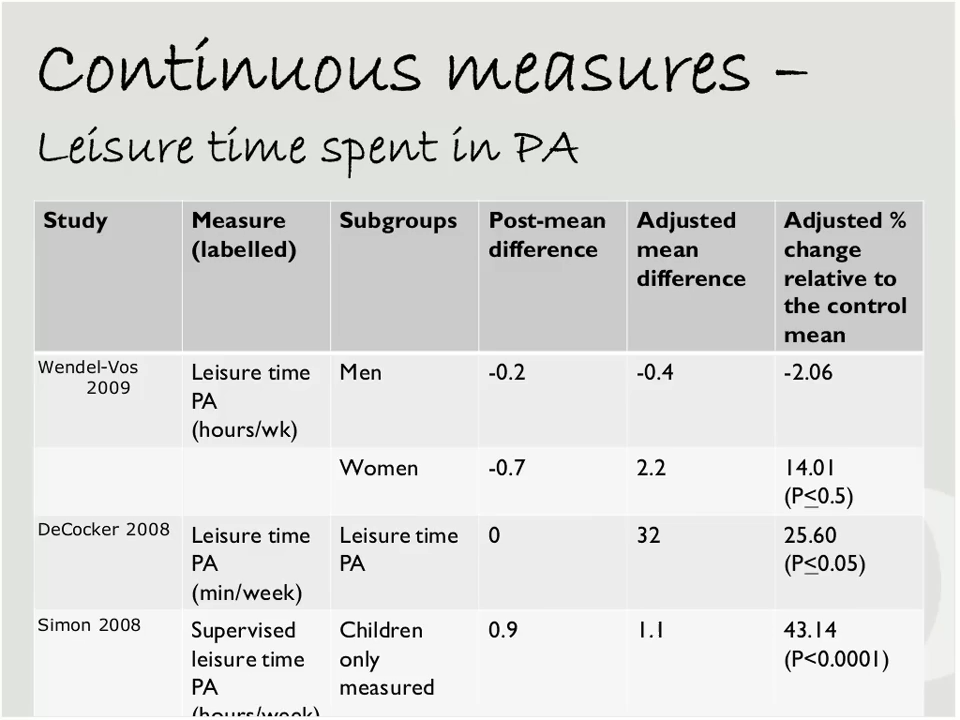 Continuous measures –
Leisure time spent in PA
Study
Measure
(labelled)
Subgroups
Post-mean
difference
Adjusted
mean
difference
Adjusted %
change
relative to
the control
mean
Wendel-Vos
2009
Leisure time
PA
(hours/wk)
Men
-0.2
-0.4
-2.06
Women
-0.7
2.2
14.01
(P≤0.5)
DeCocker 2008
Leisure time
PA
(min/week)
Leisure time
PA
0
32
25.60
(P≤0.05)
Simon 2008
Supervised
leisure time
PA
(hours/week)
Children
only
measured
0.9
1.1
43.14
(P<0.0001)